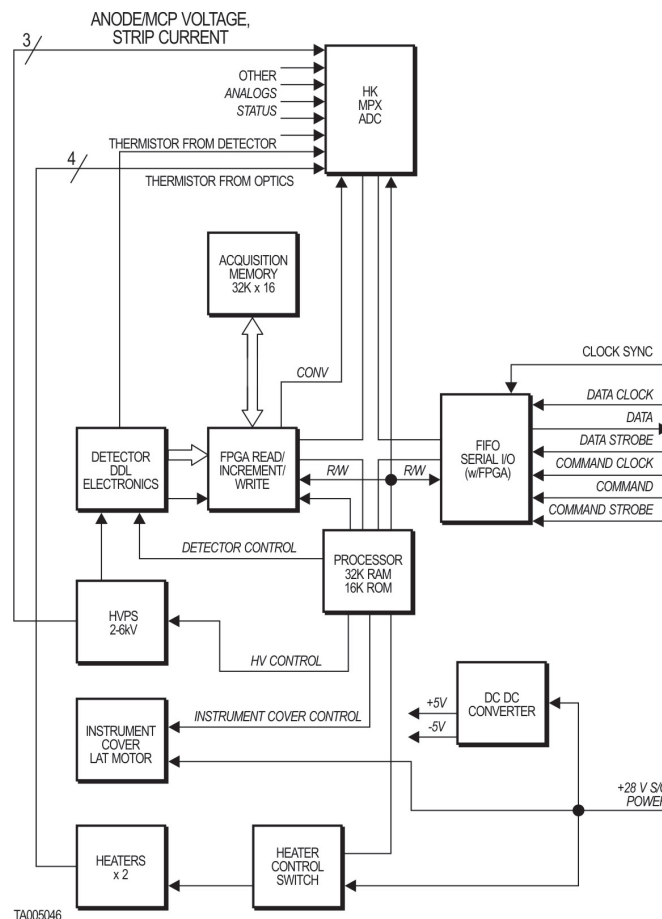 ANODE/MCP VOLTAGE,
STRIP CURRENT
3
OTHER
ANALOGS
STATUS
THERMISTOR FROM DETECTOR
4
THERMISTOR FROM OPTICS
HK
MPX
ADC
ACQUISITION
MEMORY
32K x 16
CONV
CLOCK SYNC
DATA CLOCK
DATA
DATA STROBE
COMMAND CLOCK
COMMAND
COMMAND STROBE
DETECTOR
DDL
ELECTRONICS
FPGA READ/
INCREMENT/
WRITE
R/W
R/W
FIFO
SERIAL I/O
(w/FPGA)
DETECTOR CONTROL
PROCESSOR
32K RAM
16K ROM
HVPS
2-6kV
HV CONTROL
INSTRUMENT
COVER
LAT MOTOR
INSTRUMENT COVER CONTROL
+5V
-5V
DC DC
CONVERTER
+28 V S/C
POWER
HEATERS
x 2
HEATER
CONTROL
SWITCH
TA005046